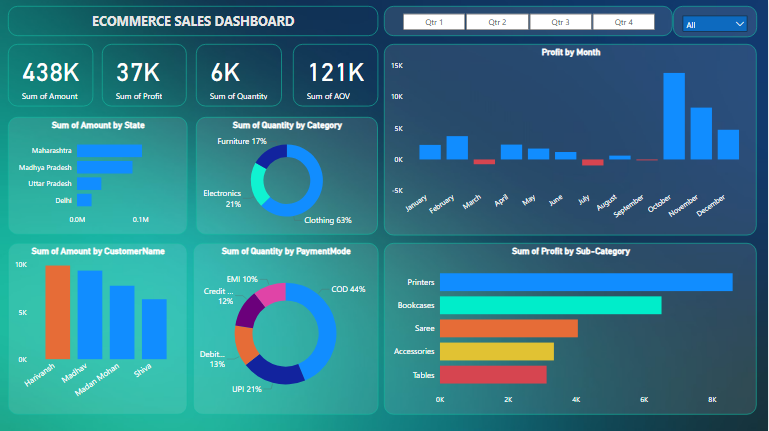 ECOMMERCE SALES DASHBOARD
Qtr 1
Qtr 2
Qtr 3
Qtr 4
All
438K
Sum of Amount
37K
Sum of Profit
6K
Sum of Quantity
121K
Sum of AOV
Profit by Month
15K
10K
5K
0K
-5K
January
February
March
April
May
June
July
August
September
October
November
December
Sum of Amount by State
Maharashtra
Madhya Pradesh
Uttar Pradesh
Delhi
0.0M
0.1M
Sum of Quantity by Category
Furniture 17%
Electronics
21%
Clothing 63%
Sum of Amount by CustomerName
10K
5K
0K
Harivansh
Madhav
Madan Mohan
Shiva
Sum of Quantity by PaymentMode
EMI 10%
Credit ...
12%
Debit...
13%
UPI 21%
COD 44%
Sum of Profit by Sub-Category
Printers
Bookcases
Saree
Accessories
Tables
0K
2K
4K
6K
8K